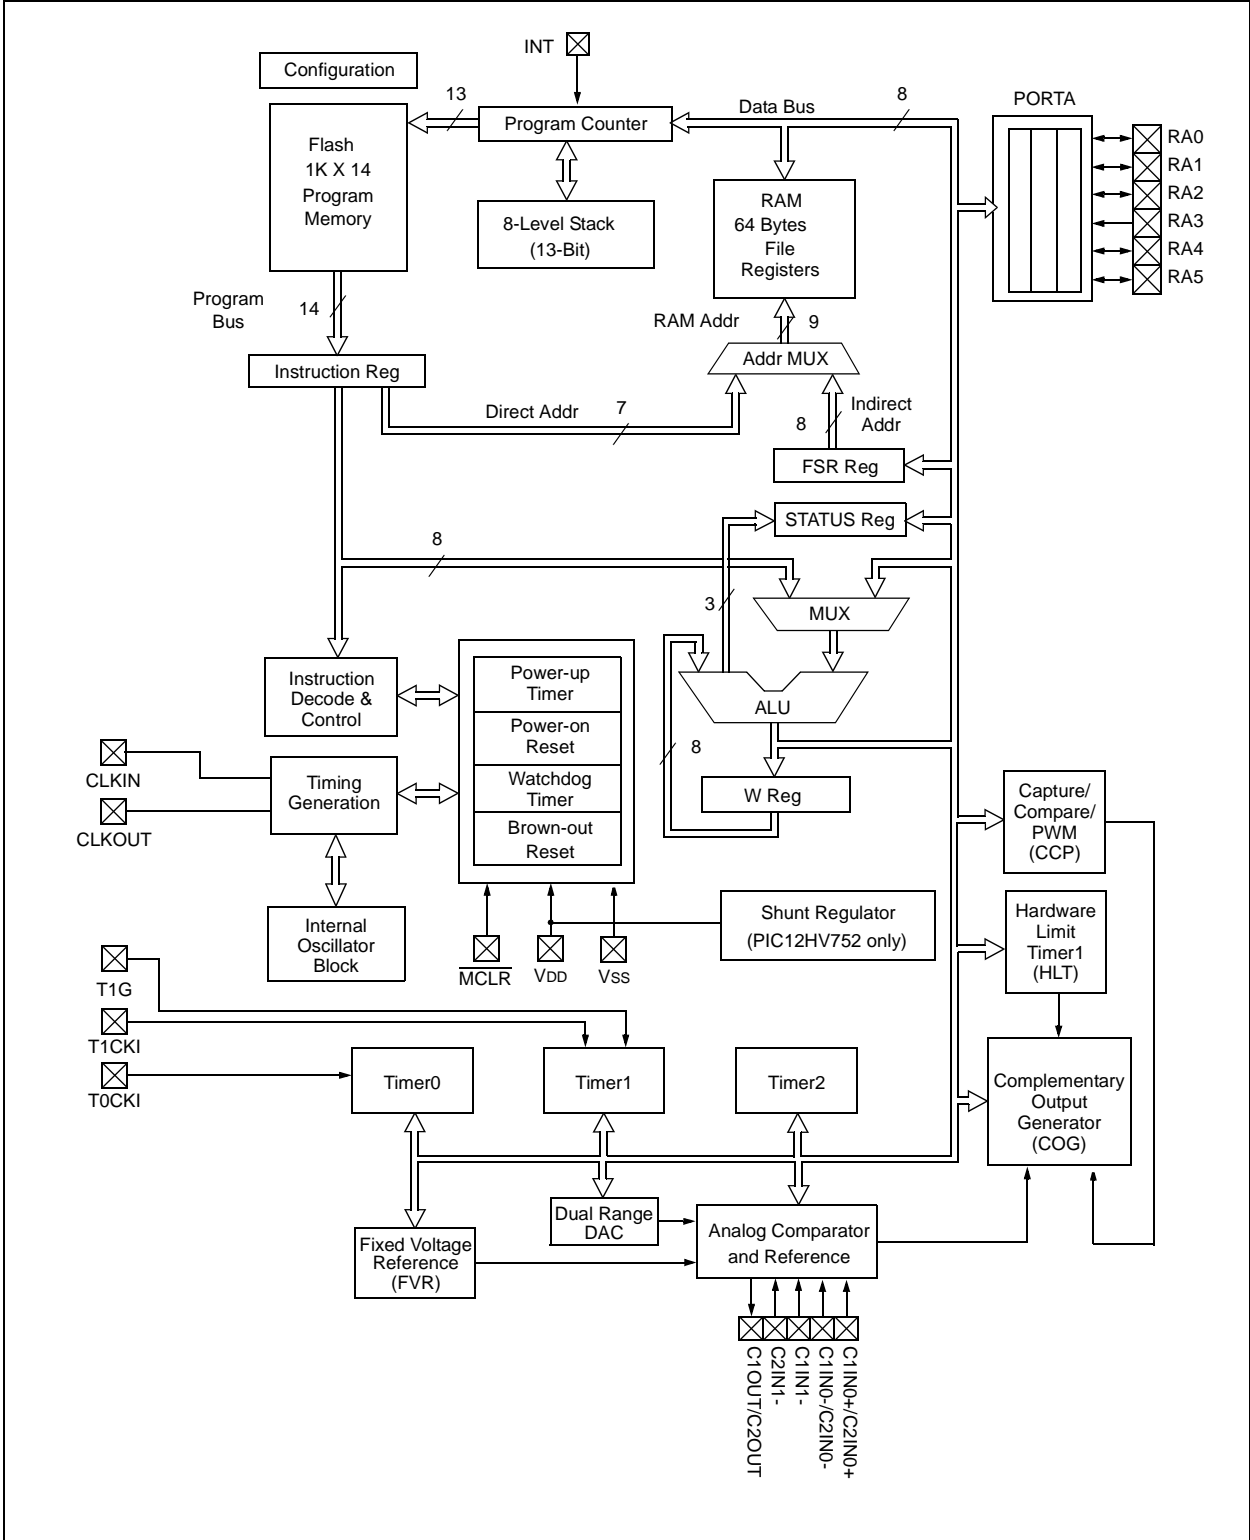 INT
Configuration
13
Data Bus
8
PORTA
Program Counter
Flash
1K X 14
Program
Memory
RA0
RA1
RA2
RA3
RA4
RA5
RAM
64 Bytes
File
Registers
8-Level Stack
(13-Bit)
Program
Bus
14
RAM Addr
9
Addr MUX
Instruction Reg
Direct Addr
7
Indirect
Addr
8
FSR Reg
STATUS Reg
8
3
MUX
Instruction
Decode &
Control
Power-up
Timer
Power-on
Reset
Watchdog
Timer
Brown-out
Reset
ALU
8
W Reg
CLKIN
CLKOUT
Timing
Generation
Capture/
Compare/
PWM
(CCP)
Internal
Oscillator
Block
MCLR
VDD
VSS
Shunt Regulator
(PIC12HV752 only)
Hardware
Limit
Timer1
(HLT)
T1G
T1CKI
T0CKI
Timer0
Timer1
Timer2
Complementary
Output
Generator
(COG)
Dual Range
DAC
Fixed Voltage
Reference
(FVR)
Analog Comparator
and Reference
C1OUT/C2OUT
C2IN1-
C1IN1-
C1IN0-/C2IN0-
C1IN0+/C2IN0+